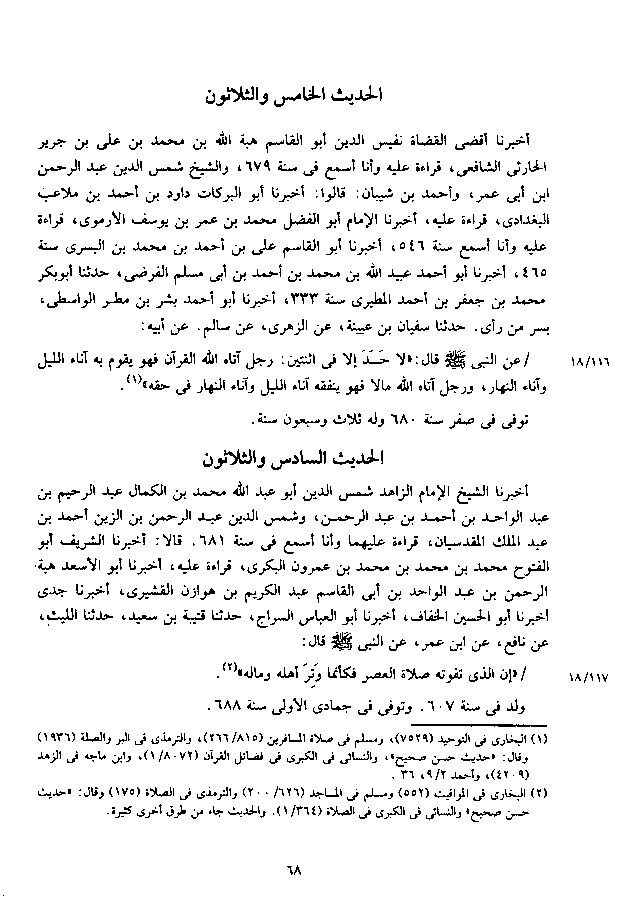 الحديث الخامس والثلاثون
أخبرنا أقضى القضاة نفيس الدين أبو القاسم هبة الله بن محمد بن على بن جرير
الحارثى الشافعى، قراءة عليه وأنا أسمع فى سنة ٦٧٩، والشيخ شمس الدين عبد الرحمن
ابن أبى عمر، وأحمد بن شيبان: قالوا: أخبرنا أبو البركات داود بن أحمد بن ملاعب
البغدادى، قراءة عليه، أخبرنا الإمام أبو الفضل محمد بن عمر بن يوسف الأرموى، قراءة
عليه وأنا أسمع سنة ٥٤٦، أخبرنا أبو القاسم على بن أحمد بن محمد بن البسرى سنة
٤٦٥، أخبرنا أبو أحمد عبيد الله بن محمد بن أحمد بن أبى مسلم الفرضى، حدثنا أبوبكر
محمد بن جعفر بن أحمد المطيرى سنة ٣٣٣، أخبرنا أبو أحمد بشر بن مطر الواسطى،
بسر من رأى. حدثنا سفيان بن عيينة، عن الزهرى، عن سالم. عن أبيه:
١٨/١١٦ / عن النبى ﷺ قال: «لا حَسَدَ إلا فى اثنتين: رجل آتاه الله القرآن فهو يقوم به آناء الليل
وآناء النهار، ورجل آتاه الله مالا فهو ينفقه آناء الليل وآناء النهار فى حقه»(١).
توفى فى صفر سنة ٦٨٠ وله ثلاث وسبعون سنة.
الحديث السادس والثلاثون
أخبرنا الشيخ الإمام الزاهد شمس الدين أبو عبد الله محمد بن الكمال عبد الرحيم بن
عبد الواحد بن أحمد بن عبد الرحمن، وشمس الدين عبد الرحمن بن الزين أحمد بن
عبد الملك المقدسيان، قراءة عليهما وأنا أسمع فى سنة ٦٨١. قالا: أخبرنا الشريف أبو
الفتوح محمد بن محمد بن محمد بن عمرون البكرى، قراءة عليه، أخبرنا أبو الأسعد هبة
الرحمن بن عبد الواحد بن أبى القاسم عبد الكريم بن هوازن القشيرى، أخبرنا جدى
أخبرنا أبو الحسين الخفاف، أخبرنا أبو العباس السراج، حدثنا قتيبة بن سعيد، حدثنا الليث،
عن نافع، عن ابن عمر، عن النبى ﷺ قال:
١٨/١١٧ / «إن الذى تفوته صلاة العصر فكأنما وَتِرَ أهله وماله»(٢).
ولد فى سنة ٦٠٧. وتوفى فى جمادى الأولى سنة ٦٨٨.
(١) البخارى فى التوحيد (٧٥٢٩)، ومسلم فى صلاة المسافرين (٢٦٦/٨١٥)، والترمذى فى البر والصلة (١٩٣٦)
وقال: «حديث حسن صحيح»، والنسائى فى الكبرى فى فضائل القرآن (١/٨٠٧٢)، وابن ماجه فى الزهد
(٤٢٠٩)، وأحمد ٩/٢، ٣٦ .
(٢) البخارى فى المواقيت (٥٥٢) ومسلم فى المساجد (٢٠٠/٦٢٦) والترمذى فى الصلاة (١٧٥) وقال: «حديث
حسن صحيح» والنسائى فى الكبرى فى الصلاة (١/٣٦٤). والحديث جاء من طرق أخرى كثيرة.
٦٨